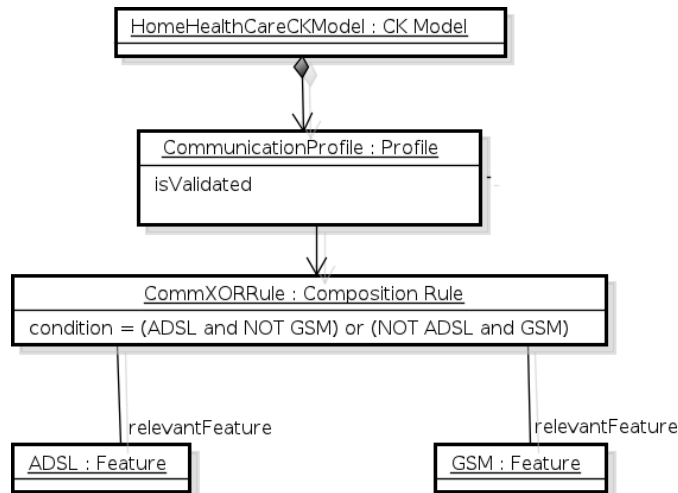 HomeHealthCareCKModel : CK Model
CommunicationProfile : Profile
isValidated
CommXORRule : Composition Rule
condition = (ADSL and NOT GSM) or (NOT ADSL and GSM)
relevantFeature
relevantFeature
ADSL : Feature
GSM : Feature